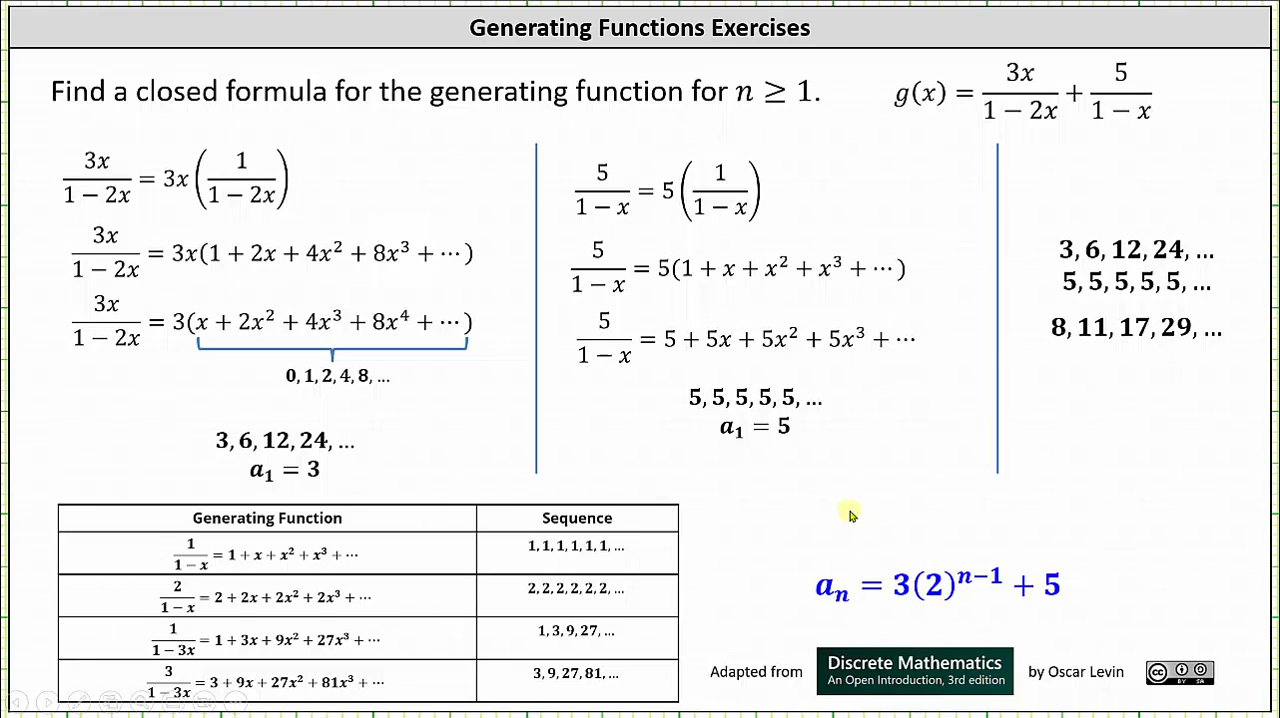 Generating Functions Exercises
Find a closed formula for the generating function for n ≥ 1.
g(x) = 3x/(1 − 2x) + 5/(1 − x)
3x/(1 − 2x) = 3x(1/(1 − 2x))
3x/(1 − 2x) = 3x(1 + 2x + 4x² + 8x³ + ⋯)
3x/(1 − 2x) = 3(x + 2x² + 4x³ + 8x⁴ + ⋯)
0, 1, 2, 4, 8, ...
3, 6, 12, 24, ...
a₁ = 3
5/(1 − x) = 5(1/(1 − x))
5/(1 − x) = 5(1 + x + x² + x³ + ⋯)
5/(1 − x) = 5 + 5x + 5x² + 5x³ + ⋯
5, 5, 5, 5, 5, ...
a₁ = 5
3, 6, 12, 24, ...
5, 5, 5, 5, 5, ...
8, 11, 17, 29, ...
Generating Function Sequence
1/(1 − x) = 1 + x + x² + x³ + ⋯ 1, 1, 1, 1, 1, 1, ...
2/(1 − x) = 2 + 2x + 2x² + 2x³ + ⋯ 2, 2, 2, 2, 2, 2, ...
1/(1 − 3x) = 1 + 3x + 9x² + 27x³ + ⋯ 1, 3, 9, 27, ...
3/(1 − 3x) = 3 + 9x + 27x² + 81x³ + ⋯ 3, 9, 27, 81, ...
aₙ = 3(2)ⁿ⁻¹ + 5
Adapted from
Discrete Mathematics
An Open Introduction, 3rd edition
by Oscar Levin
cc BY SA